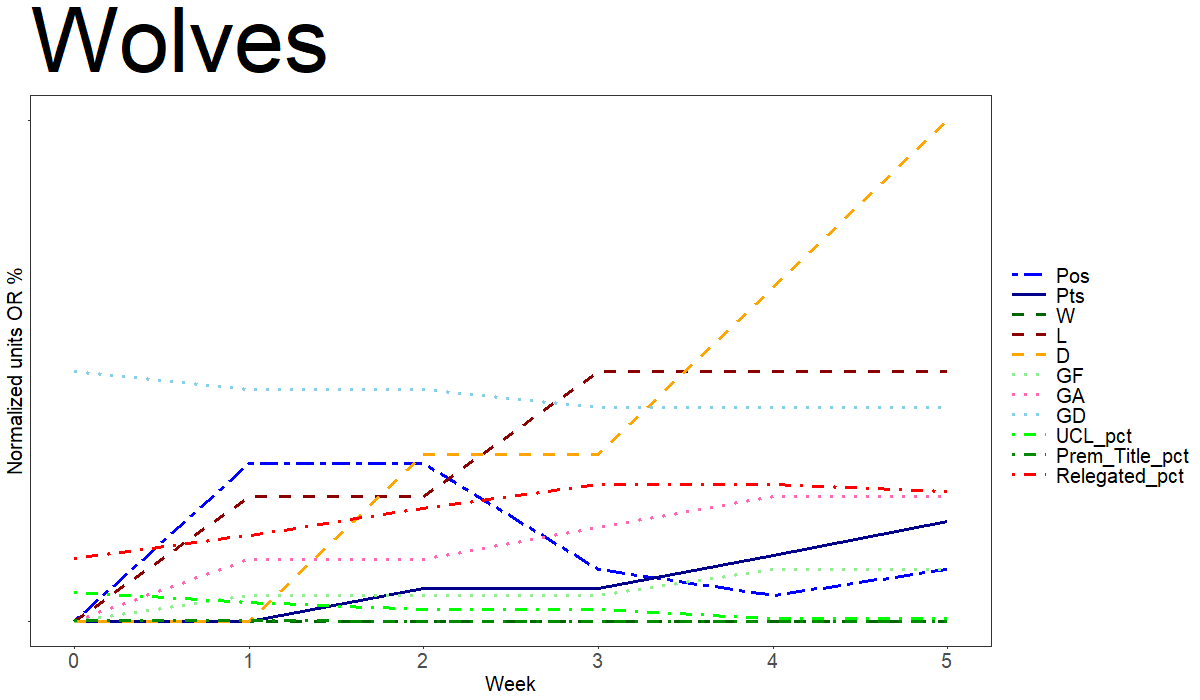 Wolves
Normalized units OR %
0 1 2 3 4 5
Week
Pos
Pts
W
L
D
GF
GA
GD
UCL_pct
Prem_Title_pct
Relegated_pct